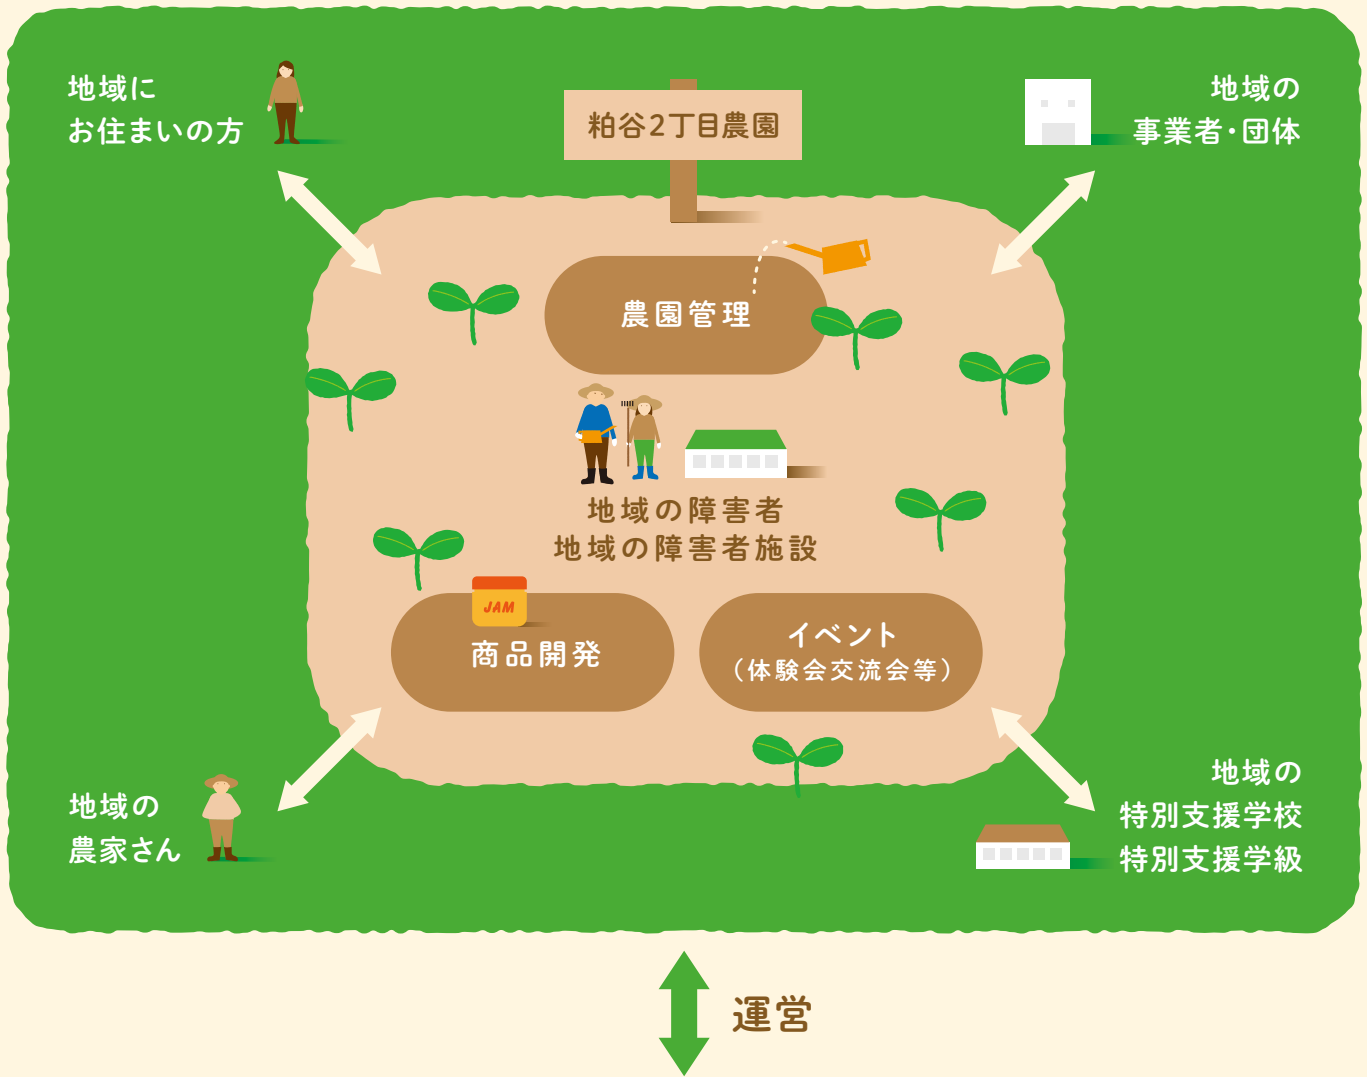 地域に
お住まいの方
粕谷2丁目農園
地域の
事業者・団体
農園管理
地域の障害者
地域の障害者施設
JAM
商品開発
イベント
（体験会交流会等）
地域の
農家さん
地域の
特別支援学校
特別支援学級
運営